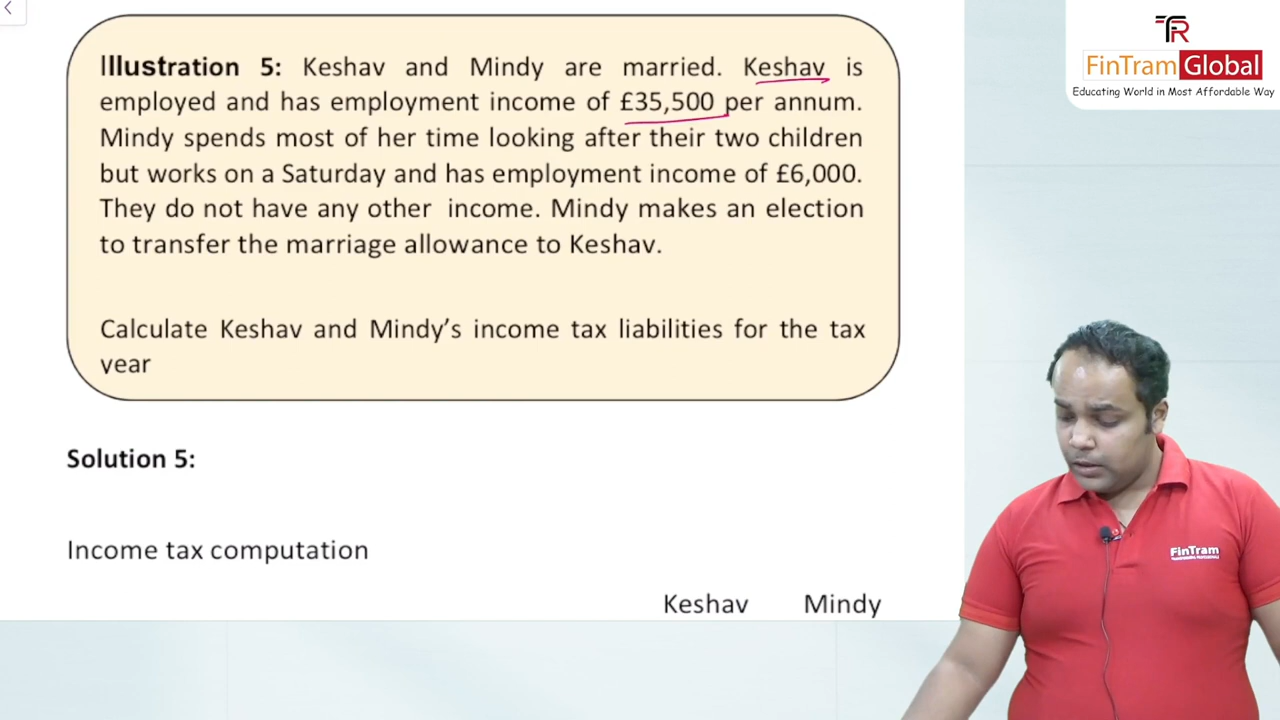 FinTram Global
Educating World in Most Affordable Way
Illustration 5: Keshav and Mindy are married. Keshav is
employed and has employment income of £35,500 per annum.
Mindy spends most of her time looking after their two children
but works on a Saturday and has employment income of £6,000.
They do not have any other income. Mindy makes an election
to transfer the marriage allowance to Keshav.
Calculate Keshav and Mindy's income tax liabilities for the tax
year
Solution 5:
Income tax computation
Keshav Mindy
FinTram